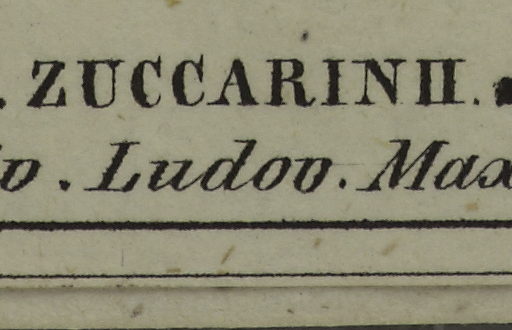 . ZUCCARINII.
v. Ludov. Max